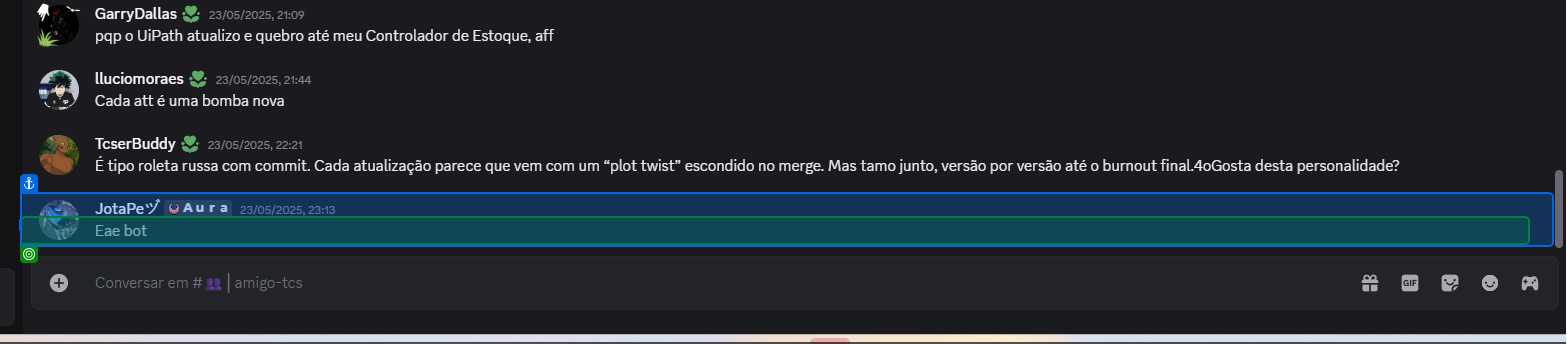 GarryDallas 23/05/2025, 21:09
pqp o UiPath atualizo e quebro até meu Controlador de Estoque, aff
lluciomoraes 23/05/2025, 21:44
Cada att é uma bomba nova
TcserBuddy 23/05/2025, 22:21
É tipo roleta russa com commit. Cada atualização parece que vem com um “plot twist” escondido no merge. Mas tamo junto, versão por versão até o burnout final.4oGosta desta personalidade?
JotaPeヅ Aura 23/05/2025, 23:13
Eae bot
Conversar em #👥 | amigo-tcs
GIF